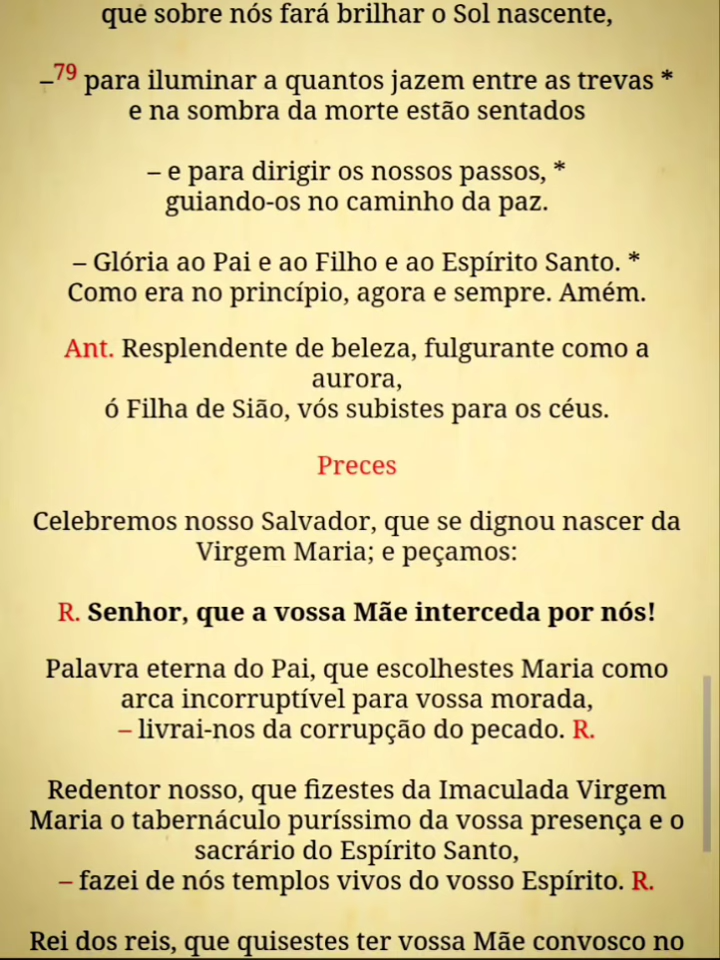 que sobre nós fará brilhar o Sol nascente,
–79 para iluminar a quantos jazem entre as trevas *
e na sombra da morte estão sentados
– e para dirigir os nossos passos, *
guiando-os no caminho da paz.
– Glória ao Pai e ao Filho e ao Espírito Santo. *
Como era no princípio, agora e sempre. Amém.
Ant. Resplendente de beleza, fulgurante como a
aurora,
ó Filha de Sião, vós subistes para os céus.
Preces
Celebremos nosso Salvador, que se dignou nascer da
Virgem Maria; e peçamos:
R. Senhor, que a vossa Mãe interceda por nós!
Palavra eterna do Pai, que escolhestes Maria como
arca incorruptível para vossa morada,
– livrai-nos da corrupção do pecado. R.
Redentor nosso, que fizestes da Imaculada Virgem
Maria o tabernáculo puríssimo da vossa presença e o
sacrário do Espírito Santo,
– fazei de nós templos vivos do vosso Espírito. R.
Rei dos reis, que quisestes ter vossa Mãe convosco no